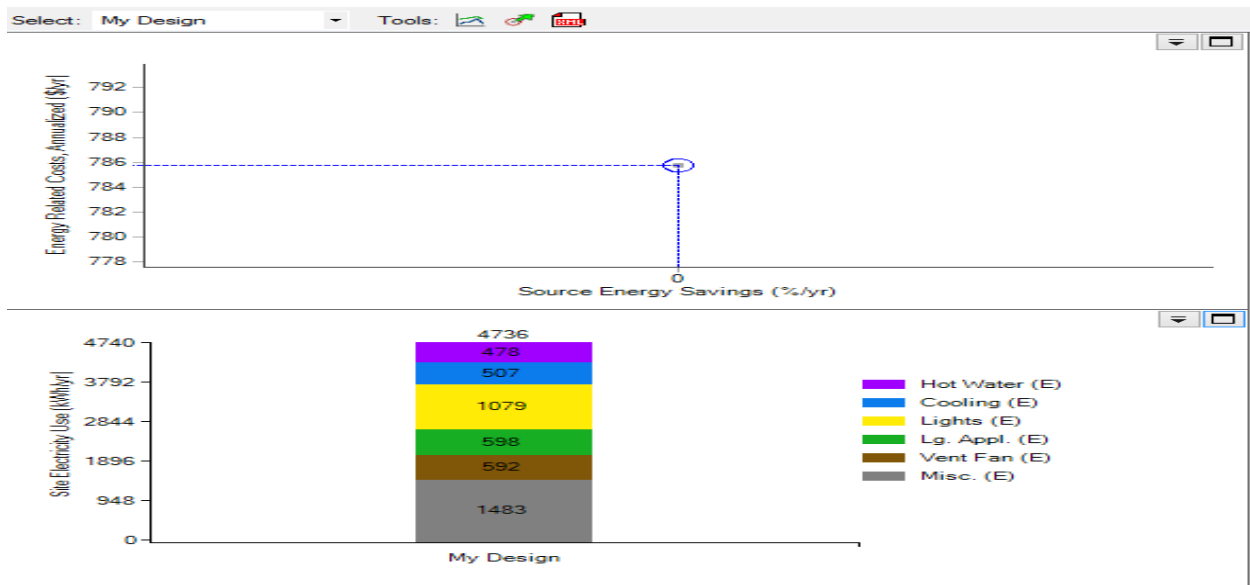 Select: My Design Tools: XML
Energy Related Costs, Annualized [$/yr]
792
790
788
786
784
782
780
778
0
Source Energy Savings (%/yr)
Site Electricity Use [kWh/yr]
4740
3792
2844
1896
948
0
4736
478
507
1079
598
592
1483
My Design
Hot Water (E)
Cooling (E)
Lights (E)
Lg. Appl. (E)
Vent Fan (E)
Misc. (E)